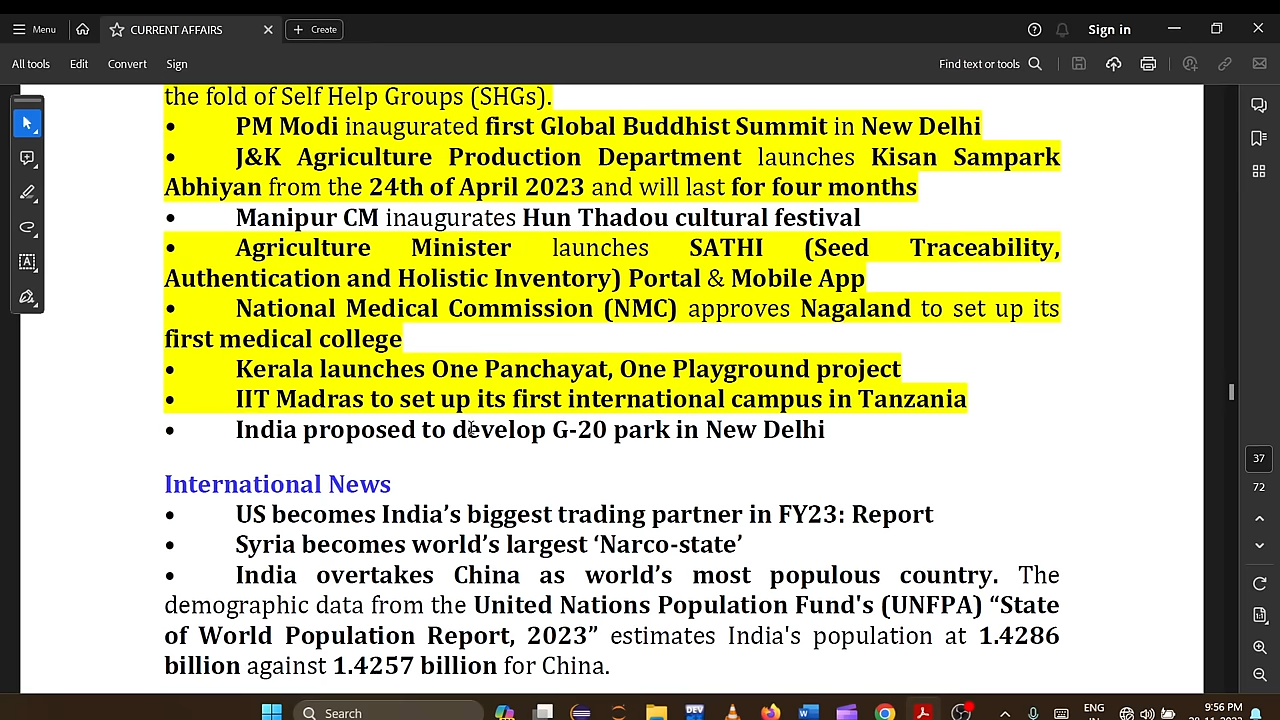 Menu
CURRENT AFFAIRS
Create
Sign in
All tools Edit Convert Sign
Find text or tools
the fold of Self Help Groups (SHGs).
• PM Modi inaugurated first Global Buddhist Summit in New Delhi
• J&K Agriculture Production Department launches Kisan Sampark
Abhiyan from the 24th of April 2023 and will last for four months
• Manipur CM inaugurates Hun Thadou cultural festival
• Agriculture Minister launches SATHI (Seed Traceability,
Authentication and Holistic Inventory) Portal & Mobile App
• National Medical Commission (NMC) approves Nagaland to set up its
first medical college
• Kerala launches One Panchayat, One Playground project
• IIT Madras to set up its first international campus in Tanzania
• India proposed to develop G-20 park in New Delhi
International News
• US becomes India’s biggest trading partner in FY23: Report
• Syria becomes world’s largest ‘Narco-state’
• India overtakes China as world’s most populous country. The
demographic data from the United Nations Population Fund's (UNFPA) “State
of World Population Report, 2023” estimates India's population at 1.4286
billion against 1.4257 billion for China.
37
72
Search
DEV
ENG
9:56 PM